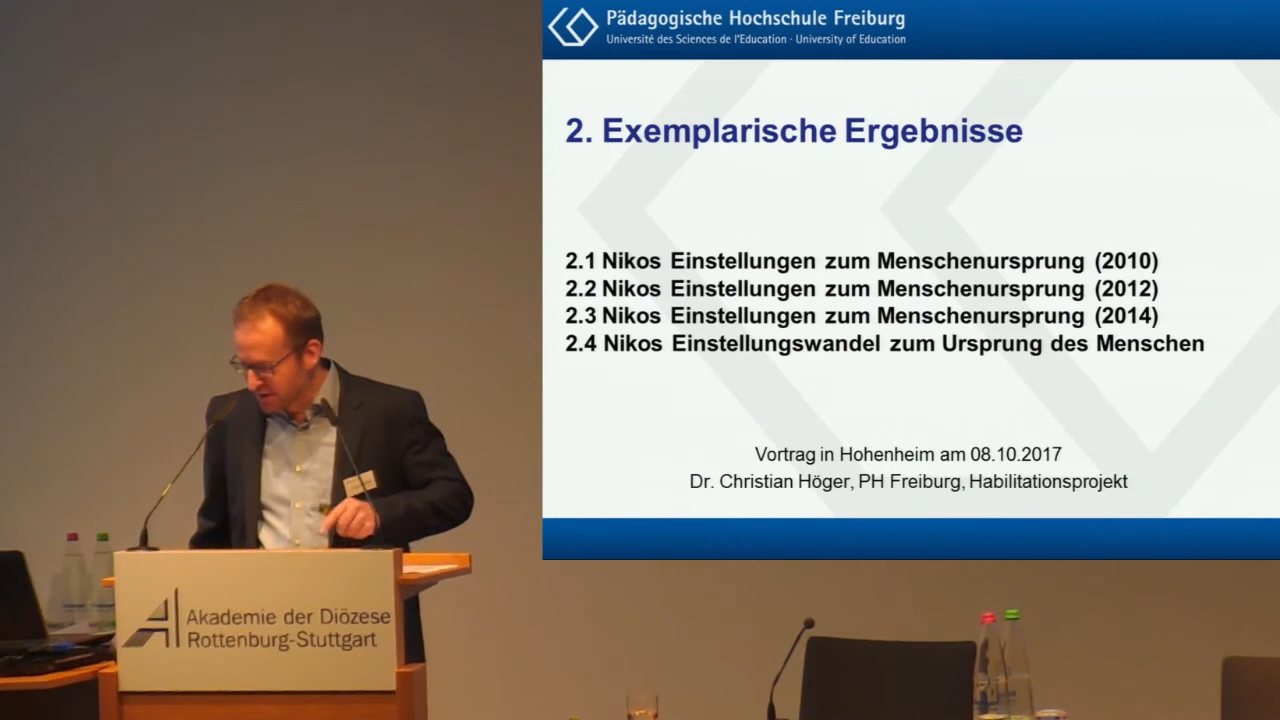 Pädagogische Hochschule Freiburg
Université des Sciences de l'Education · University of Education
2. Exemplarische Ergebnisse
2.1 Nikos Einstellungen zum Menschenursprung (2010)
2.2 Nikos Einstellungen zum Menschenursprung (2012)
2.3 Nikos Einstellungen zum Menschenursprung (2014)
2.4 Nikos Einstellungswandel zum Ursprung des Menschen
Vortrag in Hohenheim am 08.10.2017
Dr. Christian Höger, PH Freiburg, Habilitationsprojekt
Akademie der Diözese
Rottenburg-Stuttgart